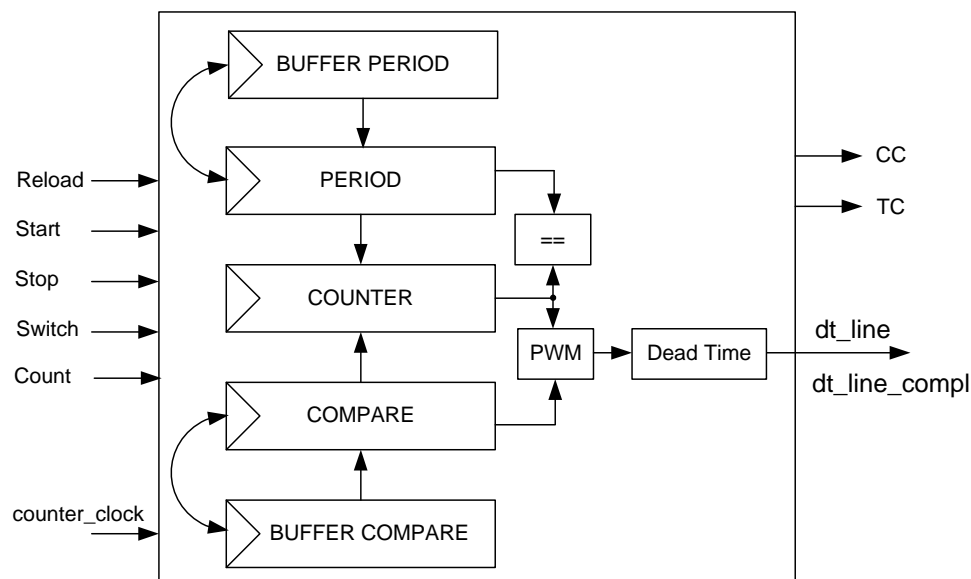 BUFFER PERIOD
PERIOD
==
COUNTER
PWM
Dead Time
COMPARE
BUFFER COMPARE
Reload
Start
Stop
Switch
Count
counter_clock
CC
TC
dt_line
dt_line_compl